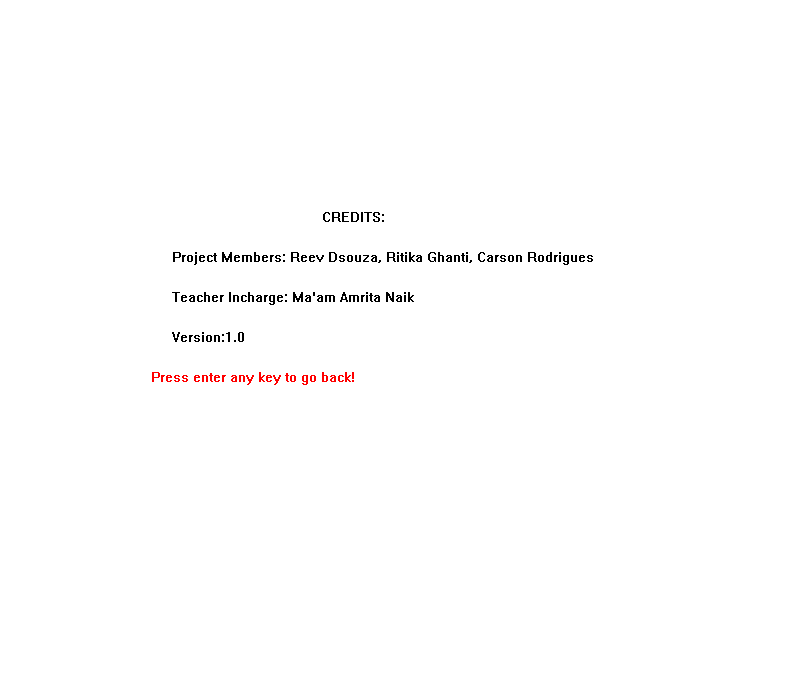 CREDITS:
Project Members: Reev Dsouza, Ritika Ghanti, Carson Rodrigues
Teacher Incharge: Ma'am Amrita Naik
Version:1.0
Press enter any key to go back!